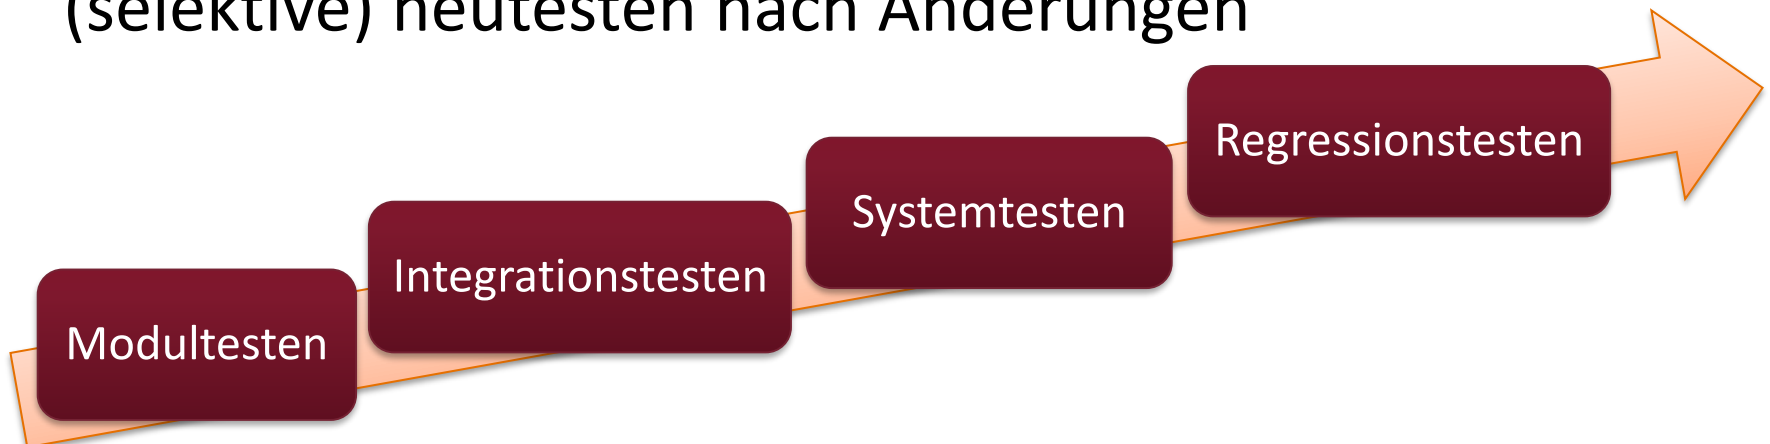 (selektive) neutesten nach Änderungen
Regressionstesten
Systemtesten
Integrationstesten
Modultesten